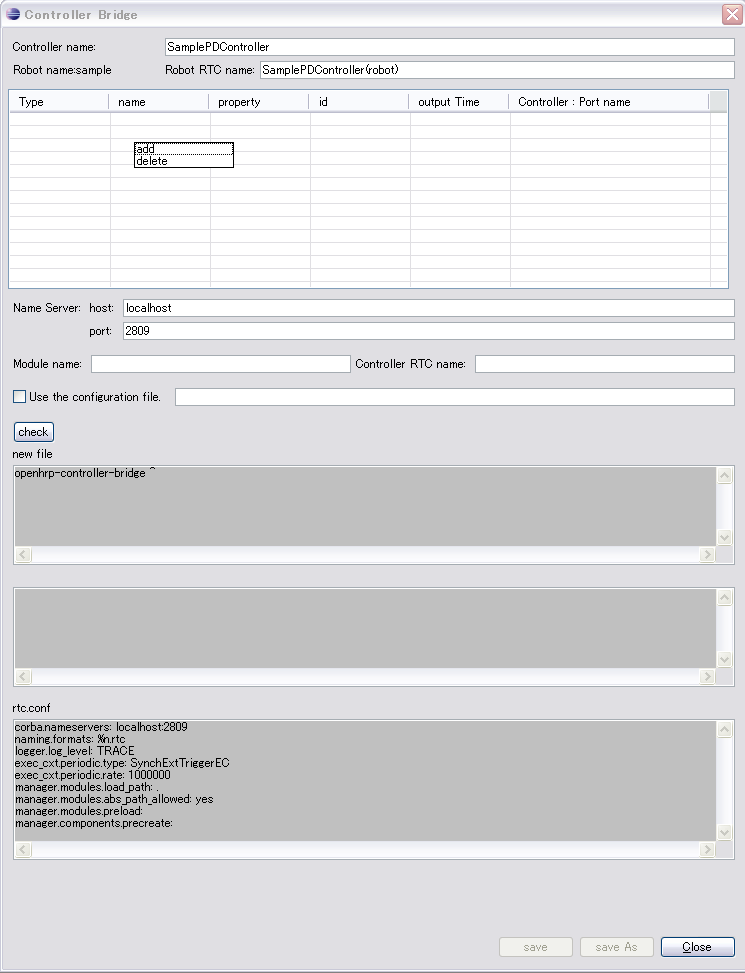 Controller Bridge
Controller name: SamplePDController
Robot name:sample Robot RTC name: SamplePDController(robot)
Type name property id output Time Controller : Port name
add
delete
Name Server: host: localhost
port: 2809
Module name: Controller RTC name:
Use the configuration file.
check
new file
openhrp-controller-bridge ^
rtc.conf
corba.nameservers: localhost:2809
naming.formats: %n.rtc
logger.log_level: TRACE
exec_cxt.periodic.type: SynchExtTriggerEC
exec_cxt.periodic.rate: 1000000
manager.modules.load_path: .
manager.modules.abs_path_allowed: yes
manager.modules.preload:
manager.components.precreate:
save save As Close